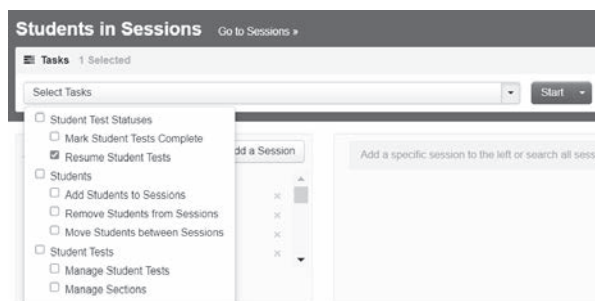 Students in Sessions Go to Sessions »
Tasks 1 Selected
Select Tasks Start
Student Test Statuses
Mark Student Tests Complete
Resume Student Tests
Students
Add Students to Sessions
Remove Students from Sessions
Move Students between Sessions
Student Tests
Manage Student Tests
Manage Sections
a Session
Add a specific session to the left or search all